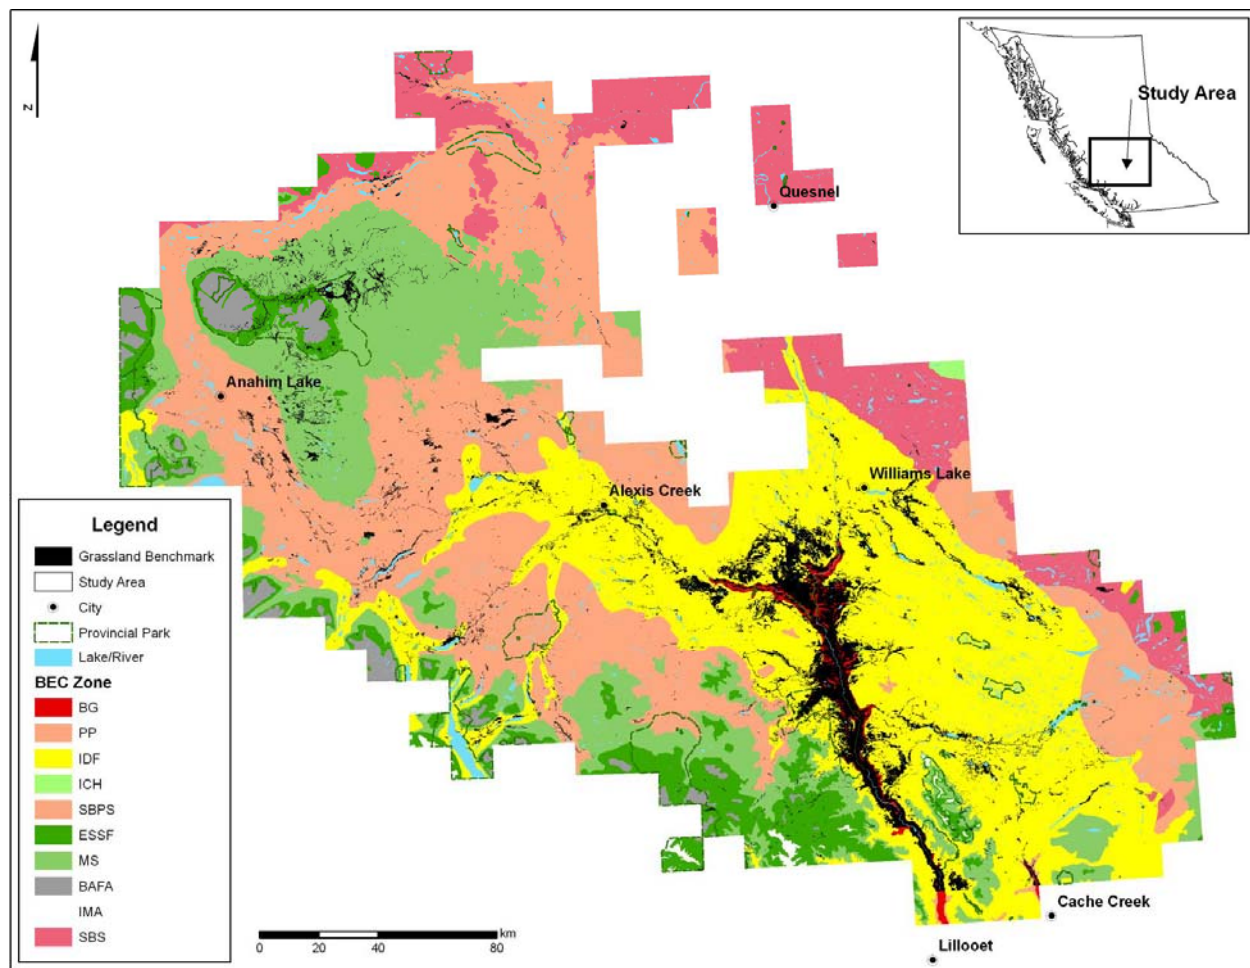 N
Study Area
Quesnel
Anahim Lake
Williams Lake
Alexis Creek
Cache Creek
Lillooet
Legend
Grassland Benchmark
Study Area
City
Provincial Park
Lake/River
BEC Zone
BG
PP
IDF
ICH
SBPS
ESSF
MS
BAFA
IMA
SBS
km
0 20 40 80